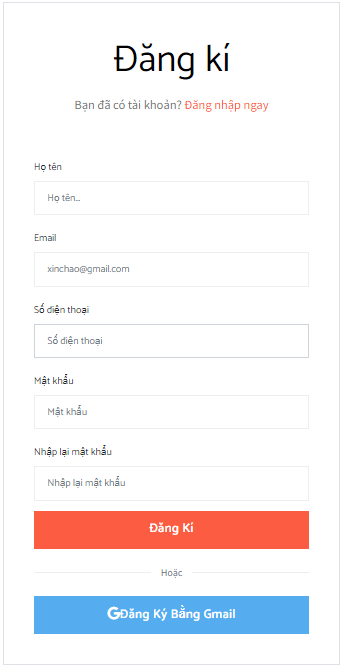 Đăng kí
Bạn đã có tài khoản? Đăng nhập ngay
Họ tên
Họ tên...
Email
xinchao@gmail.com
Số điện thoại
Số điện thoại
Mật khẩu
Mật khẩu
Nhập lại mật khẩu
Nhập lại mật khẩu
Đăng Kí
Hoặc
GĐăng Ký Bằng Gmail